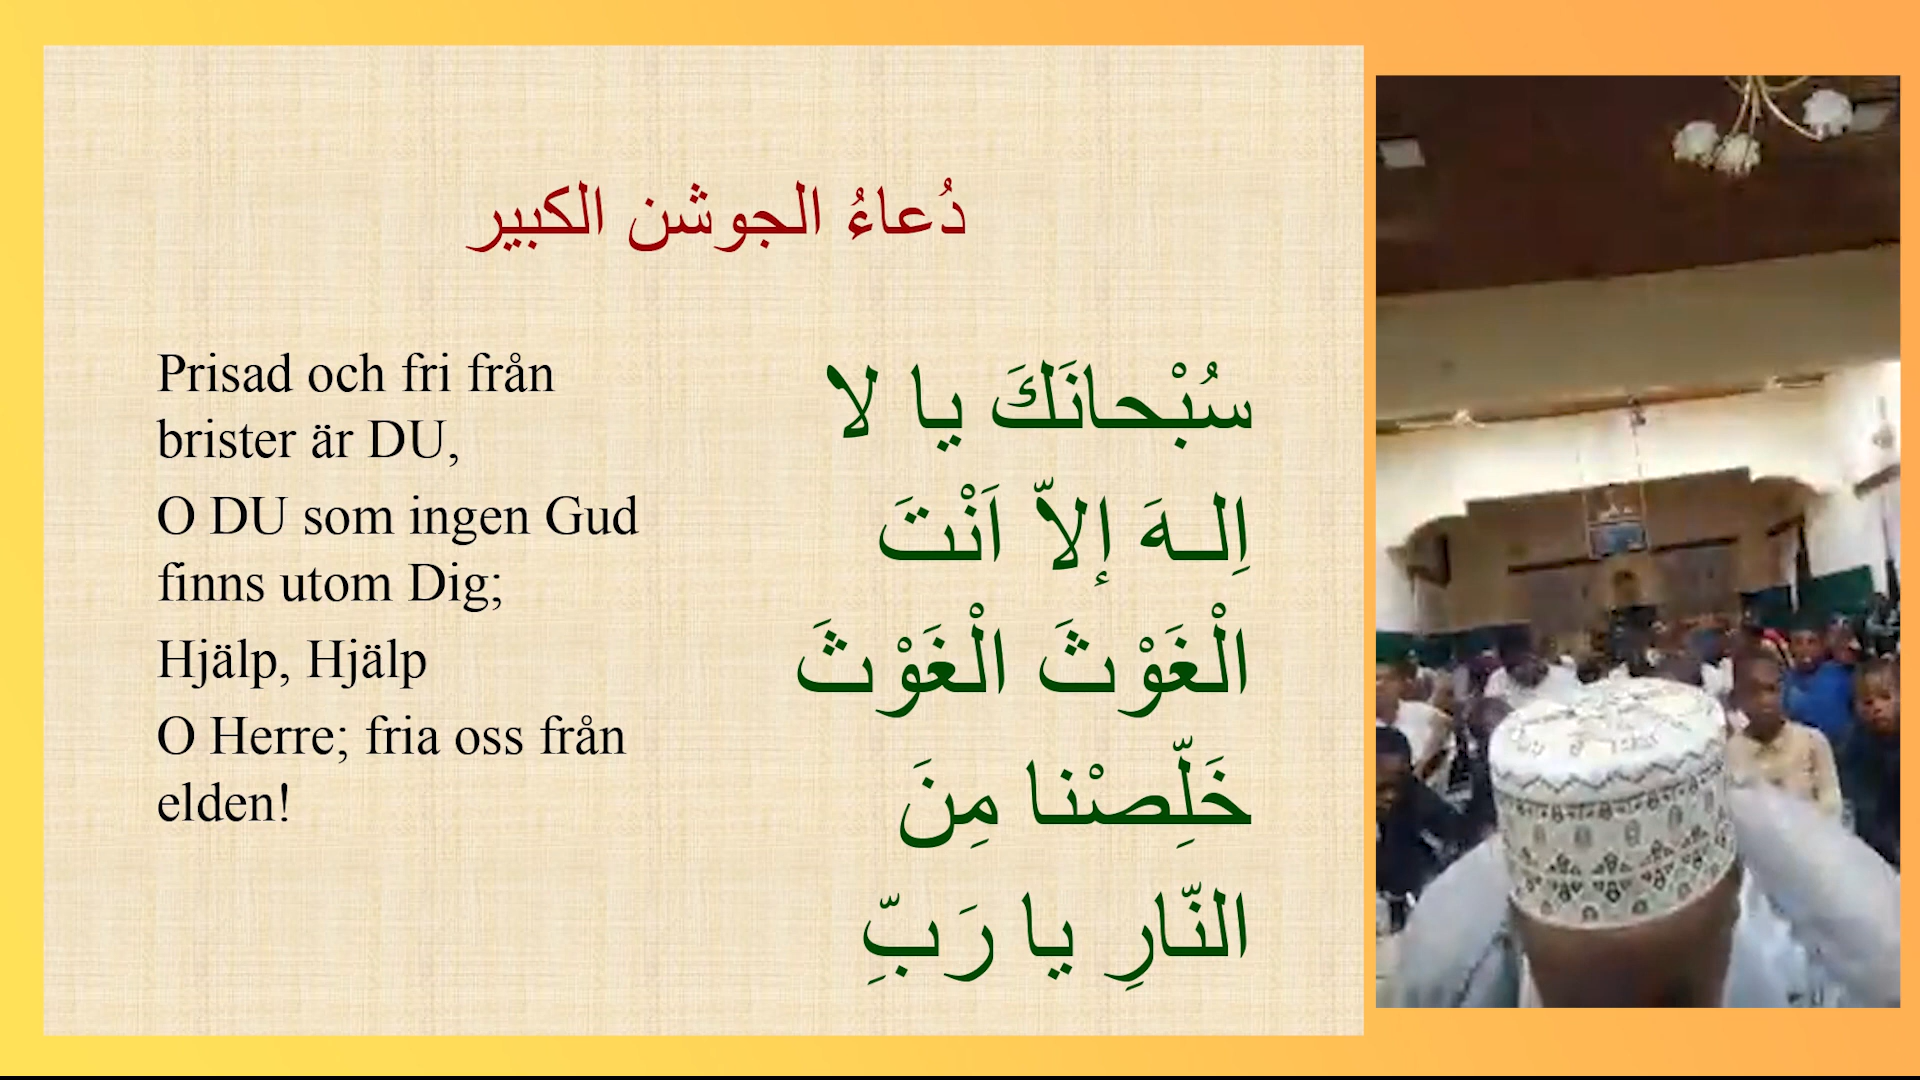 دُعاءُ الجوشن الكبير
Prisad och fri från
brister är DU,
O DU som ingen Gud
finns utom Dig;
Hjälp, Hjälp
O Herre; fria oss från
elden!
سُبْحانَكَ يا لا
اِلـهَ إلاّ اَنْتَ
الْغَوْثَ الْغَوْثَ
خَلِّصْنا مِنَ
النّارِ يا رَبِّ